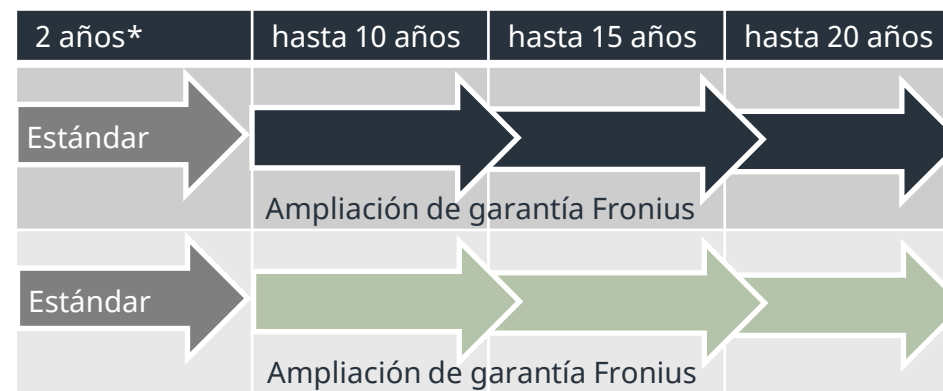 2 años* hasta 10 años hasta 15 años hasta 20 años
Estándar
Ampliación de garantía Fronius
Estándar
Ampliación de garantía Fronius